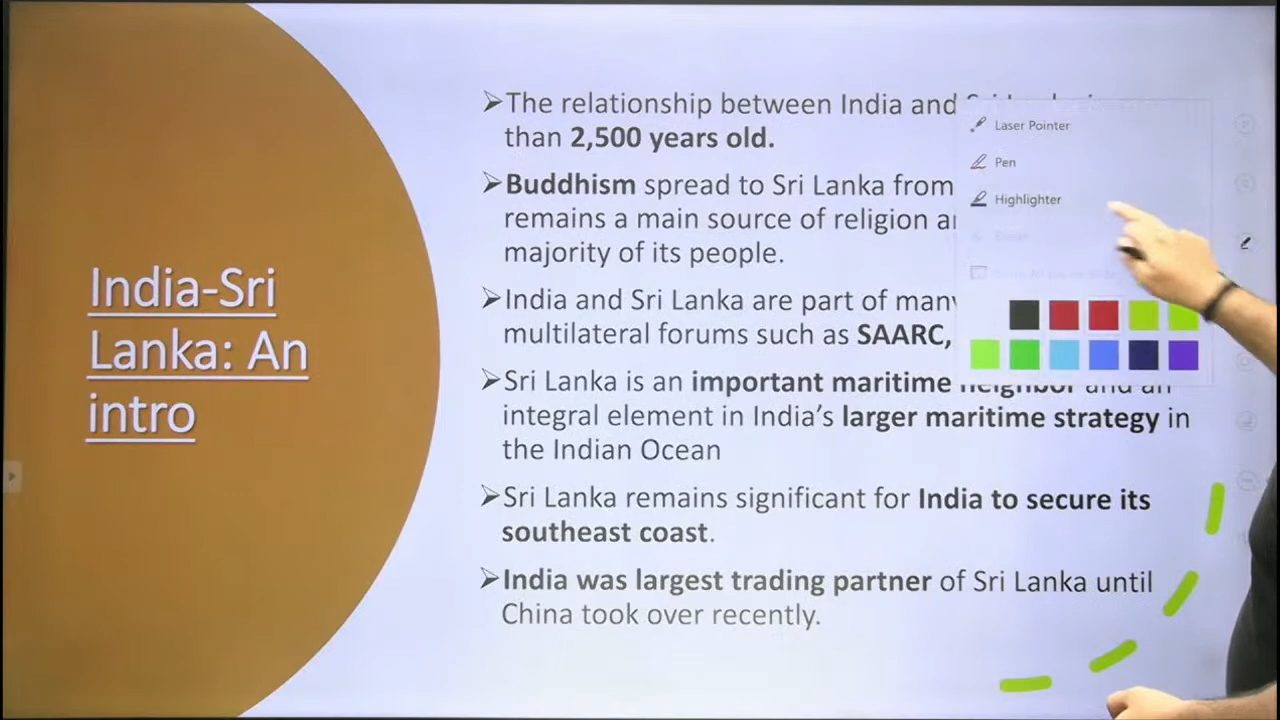 India-Sri
Lanka: An
intro
➢The relationship between India and
than 2,500 years old.
➢Buddhism spread to Sri Lanka from
remains a main source of religion
majority of its people.
➢India and Sri Lanka are part of many
multilateral forums such as SAARC,
➢Sri Lanka is an important maritime neighbor and an
integral element in India’s larger maritime strategy in
the Indian Ocean
➢Sri Lanka remains significant for India to secure its
southeast coast.
➢India was largest trading partner of Sri Lanka until
China took over recently.
Laser Pointer
Pen
Highlighter
Eraser